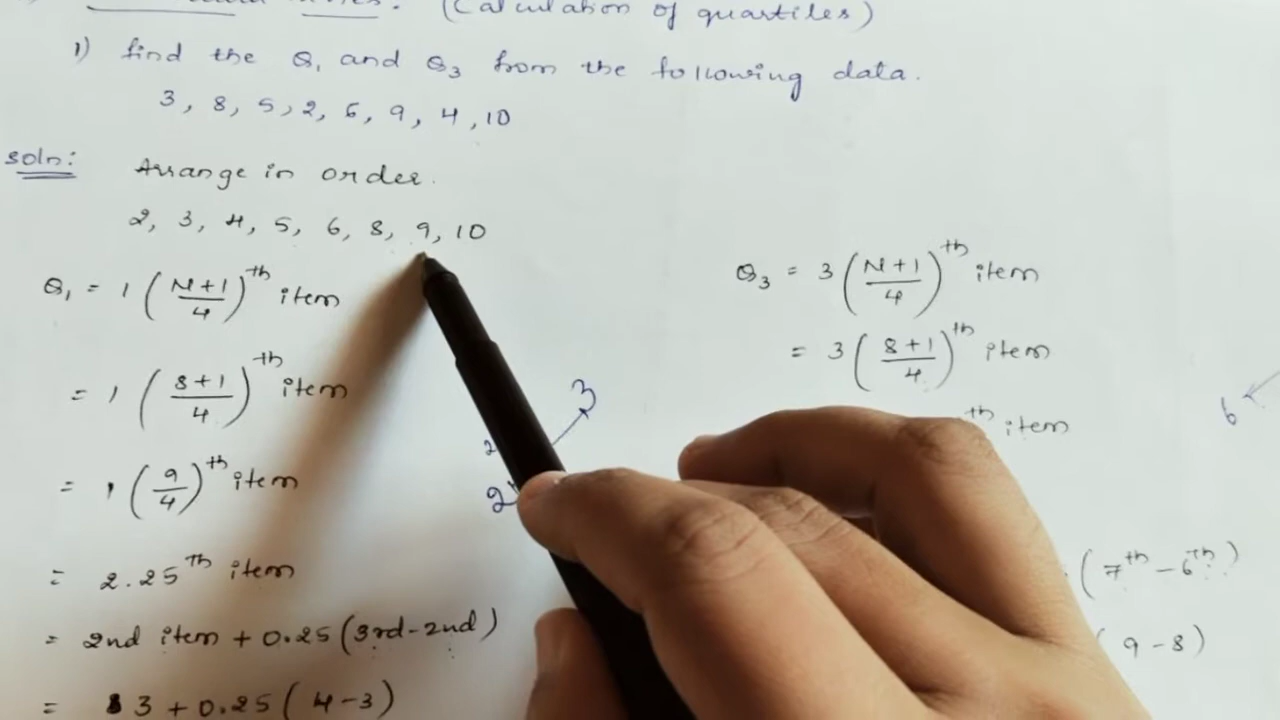 (Calculation of quartiles)
1) find the Q1 and Q3 from the following data.
3, 8, 5, 2, 6, 9, 4, 10
soln:
Arrange in order.
2, 3, 4, 5, 6, 8, 9, 10
Q1 = 1 ( N+1 / 4 )th item
= 1 ( 8+1 / 4 )th item
= 1 ( 9 / 4 )th item
= 2.25Th item
= 2nd item + 0.25 (3rd-2nd)
= 3 + 0.25 ( 4-3 )
3
2
Q3 = 3 ( N+1 / 4 )th item
= 3 ( 8+1 / 4 )th item
th item
6
( 7th - 6Th )
( 9 - 8 )